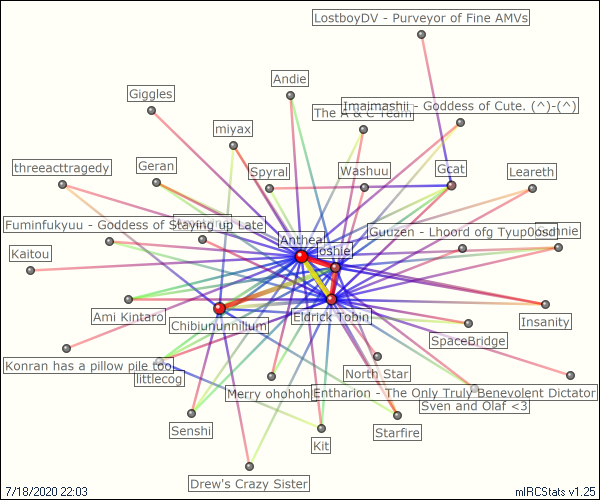 LostboyDV - Purveyor of Fine AMVs
Andie
Giggles
Imaimashii - Goddess of Cute. (^)-(^)
The A & C Team
miyax
threeacttragedy
Geran
Spyral
Washuu
Gcat
Leareth
Fuminfukyuu - Goddess of Staying up Late
Guuzen - Lhoord ofg Tyup0osd
Anthea
Kaitou
Ami Kintaro
Chibiununnilium
Eldrick Tobin
Insanity
SpaceBridge
Konran has a pillow pile too
littlecog
North Star
Merry ohohoh
Entharion - The Only Truly Benevolent Dictator
Sven and Olaf <3
Senshi
Kit
Starfire
Drew's Crazy Sister
7/18/2020 22:03
mIRCStats v1.25